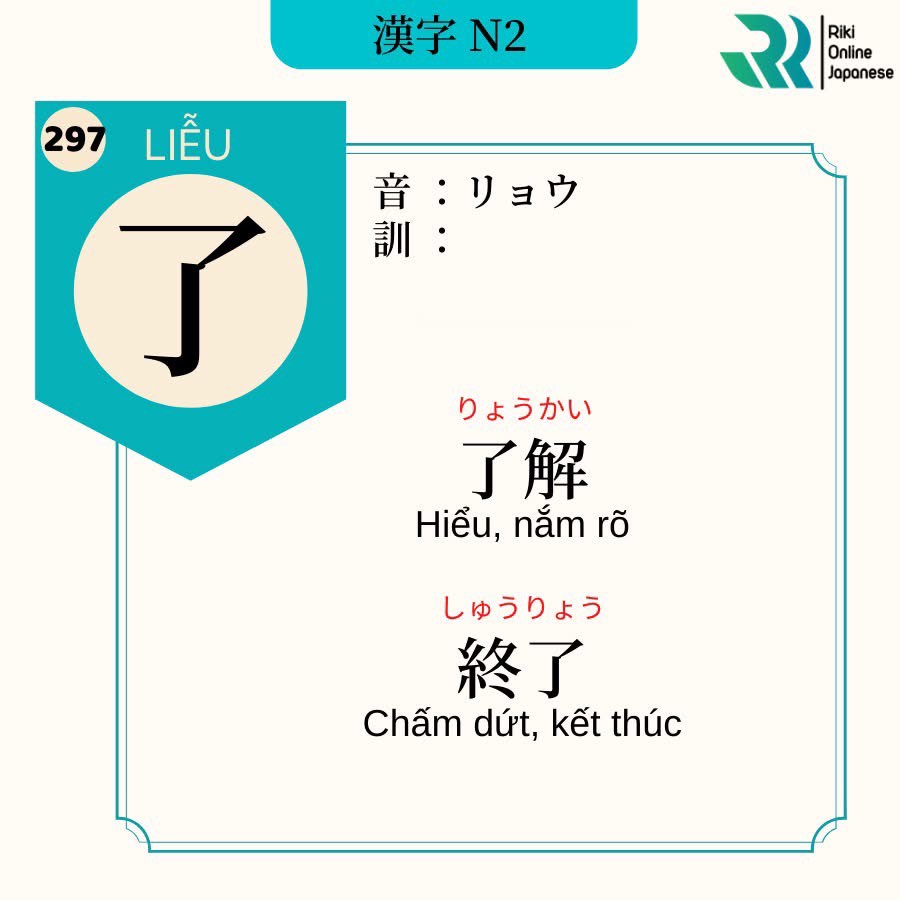 漢字 N2
Riki
Online
Japanese
297
LIỄU
了
音 ：リョウ
訓 ：
りょうかい
了解
Hiểu, nắm rõ
しゅうりょう
終了
Chấm dứt, kết thúc